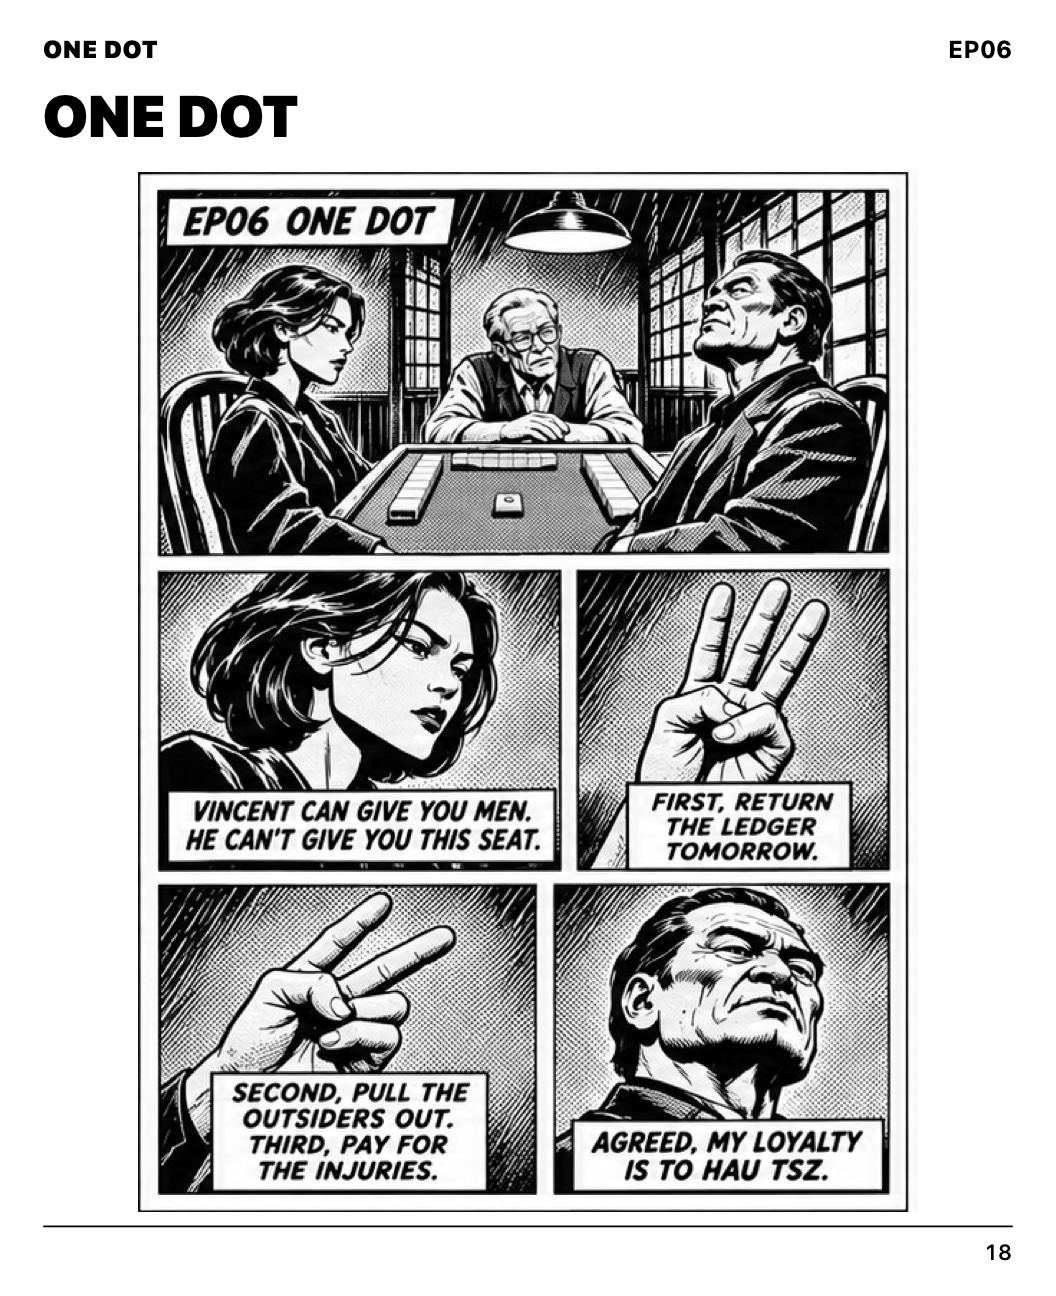 ONE DOT
EP06
ONE DOT
EP06 ONE DOT
VINCENT CAN GIVE YOU MEN.
HE CAN'T GIVE YOU THIS SEAT.
FIRST, RETURN
THE LEDGER
TOMORROW.
SECOND, PULL THE
OUTSIDERS OUT.
THIRD, PAY FOR
THE INJURIES.
AGREED, MY LOYALTY
IS TO HAU TSZ.
18